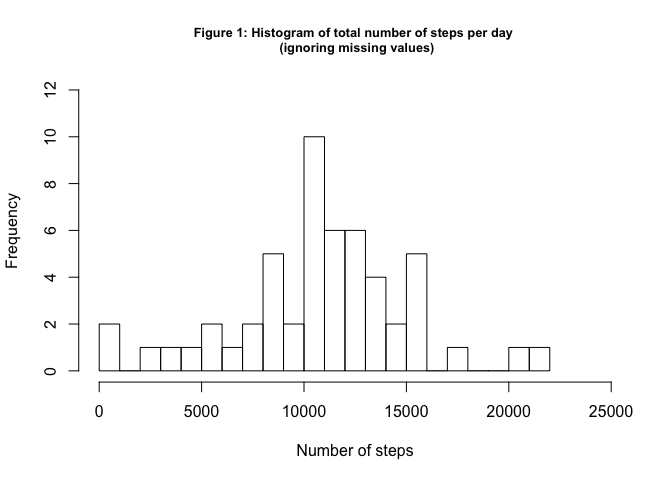 Figure 1: Histogram of total number of steps per day
(ignoring missing values)
12
10
8
6
4
2
0
Frequency
0 5000 10000 15000 20000 25000
Number of steps